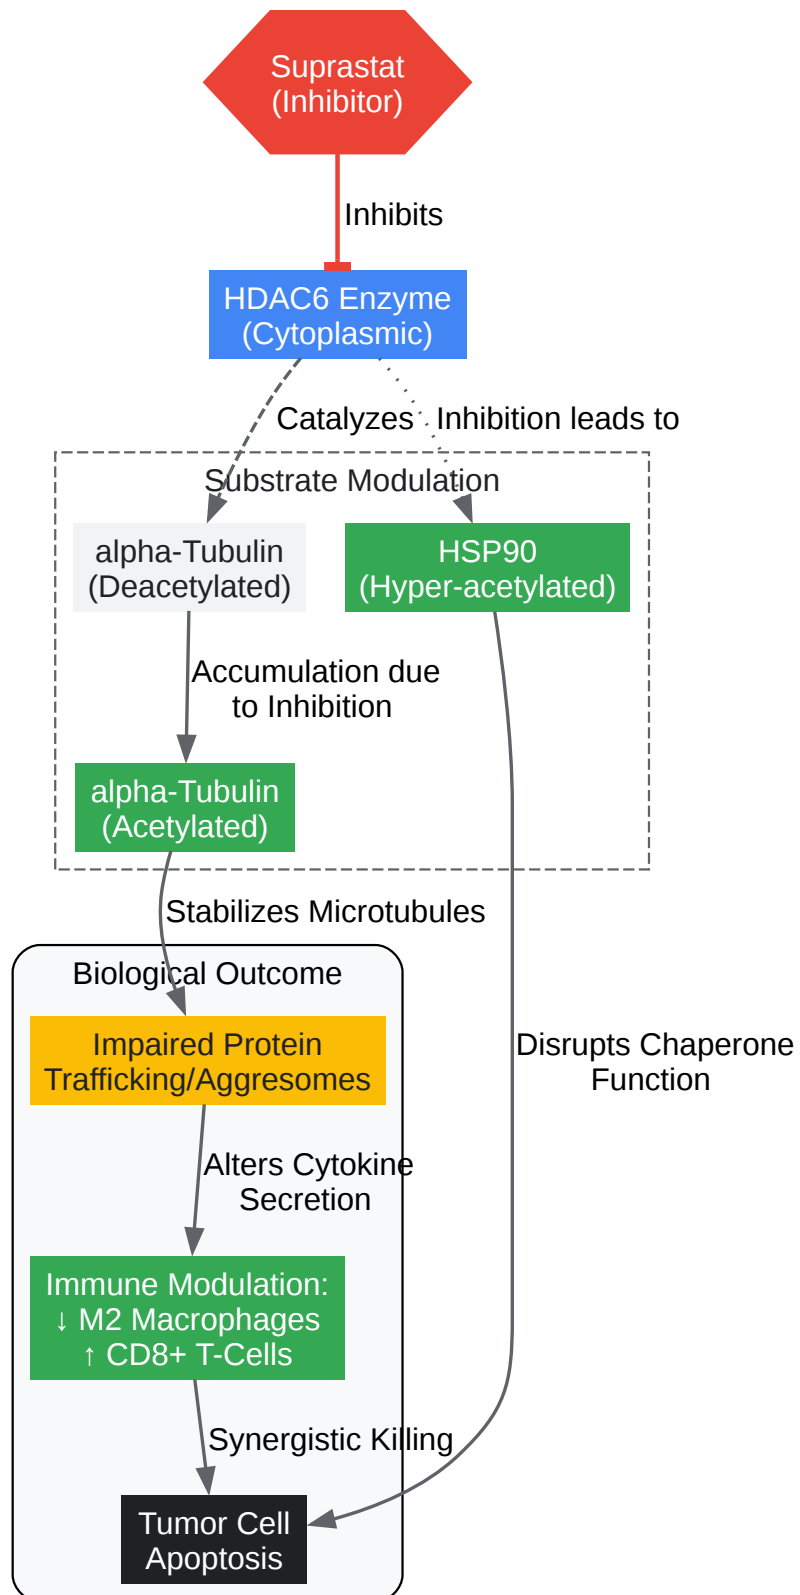 Suprastat
(Inhibitor)
Inhibits
HDAC6 Enzyme
(Cytoplasmic)
Catalyzes
Inhibition leads to
Substrate Modulation
alpha-Tubulin
(Deacetylated)
HSP90
(Hyper-acetylated)
Accumulation due
to Inhibition
alpha-Tubulin
(Acetylated)
Stabilizes Microtubules
Biological Outcome
Impaired Protein
Trafficking/Aggresomes
Disrupts Chaperone
Function
Alters Cytokine
Secretion
Immune Modulation:
↓ M2 Macrophages
↑ CD8+ T-Cells
Synergistic Killing
Tumor Cell
Apoptosis